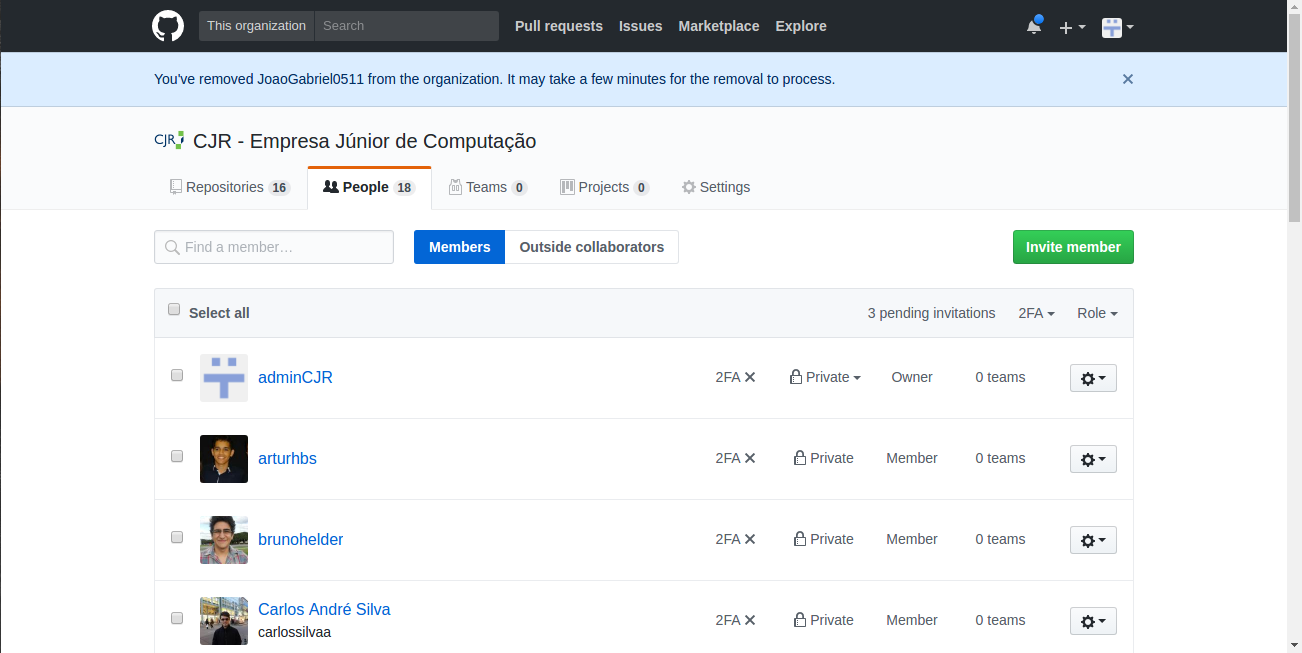 This organization Search Pull requests Issues Marketplace Explore
You've removed JoaoGabriel0511 from the organization. It may take a few minutes for the removal to process.
CJR CJR - Empresa Júnior de Computação
Repositories 16 People 18 Teams 0 Projects 0 Settings
Find a member… Members Outside collaborators Invite member
Select all 3 pending invitations 2FA Role
adminCJR 2FA Private Owner 0 teams
arturhbs 2FA Private Member 0 teams
brunohelder 2FA Private Member 0 teams
Carlos André Silva
carlossilvaa 2FA Private Member 0 teams